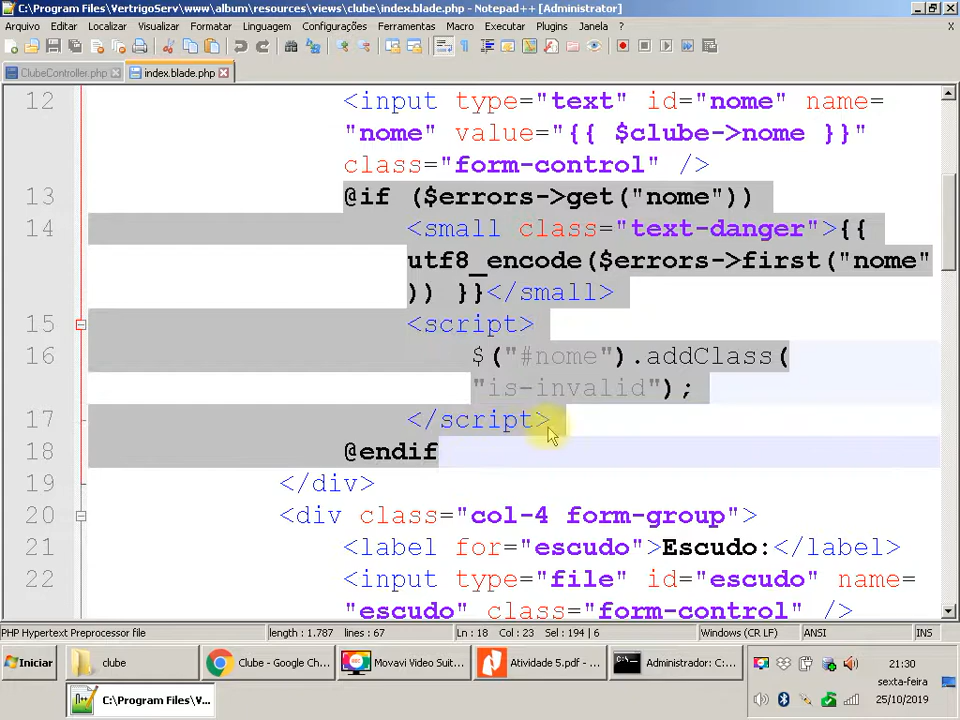 C:\Program Files\VertrigoServ\www\album\resources\views\clube\index.blade.php - Notepad++ [Administrator]
Arquivo Editar Localizar Visualizar Formatar Linguagem Configurações Ferramentas Macro Executar Plugins Janela X
ClubeController.php index.blade.php
12 <input type="text" id="nome" name=
"nome" value="{{ $clube->nome }}"
class="form-control" />
13 @if ($errors->get("nome"))
14 <small class="text-danger">{{
utf8_encode($errors->first("nome"
)) }}</small>
15 <script>
16 $("#nome").addClass(
"is-invalid");
17 </script>
18 @endif
19 </div>
20 <div class="col-4 form-group">
21 <label for="escudo">Escudo:</label>
22 <input type="file" id="escudo" name=
"escudo" class="form-control" />
PHP Hypertext Preprocessor file length : 1.787 lines : 67 Ln : 18 Col : 23 Sel : 194 | 6 Windows (CR LF) ANSI INS
Iniciar clube Clube - Google Ch... Movavi Video Suit... Atividade 5.pdf - ... Administrador: C:... 21:30
sexta-feira
C:\Program Files\V... 25/10/2019